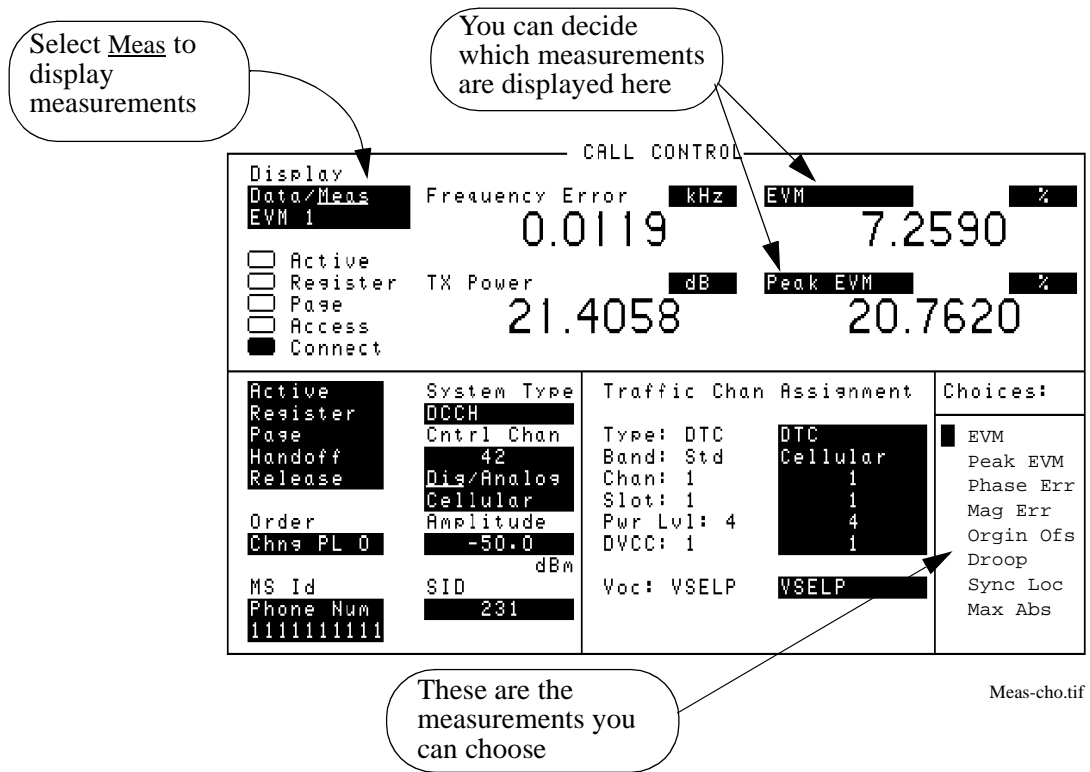 Select Meas to
display
measurements
You can decide
which measurements
are displayed here
CALL CONTROL
Display
Data/Meas
EVM 1
Frequency Error kHz
0.0119
EVM %
7.2590
Active
Register
Page
Access
Connect
TX Power dB
21.4058
Peak EVM %
20.7620
Active
Register
Page
Handoff
Release
Order
Chng PL 0
MS Id
Phone Num
1111111111
System Type
DCCH
Cntrl Chan
42
Dig/Analog
Cellular
Amplitude
-50.0
dBm
SID
231
Traffic Chan Assignment
Type: DTC DTC
Band: Std Cellular
Chan: 1 1
Slot: 1 1
Pwr Lvl: 4 4
DVCC: 1 1
Voc: VSELP VSELP
Choices:
EVM
Peak EVM
Phase Err
Mag Err
Orgin Ofs
Droop
Sync Loc
Max Abs
These are the
measurements you
can choose
Meas-cho.tif